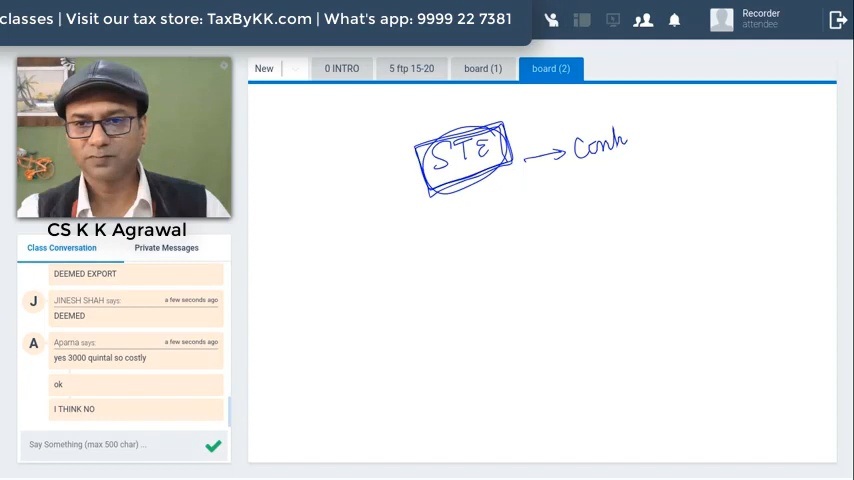 classes | Visit our tax store: TaxByKK.com | What's app: 9999 22 7381
Recorder
attendee
New
0 INTRO
5 ftp 15-20
board (1)
board (2)
STE → Conh
CS K K Agrawal
Class Conversation
Private Messages
DEEMED EXPORT
J
JINESH SHAH says:
a few seconds ago
DEEMED
A
Aparna says:
a few seconds ago
yes 3000 quintal so costly
ok
I THINK NO
Say Something (max 500 char) ...